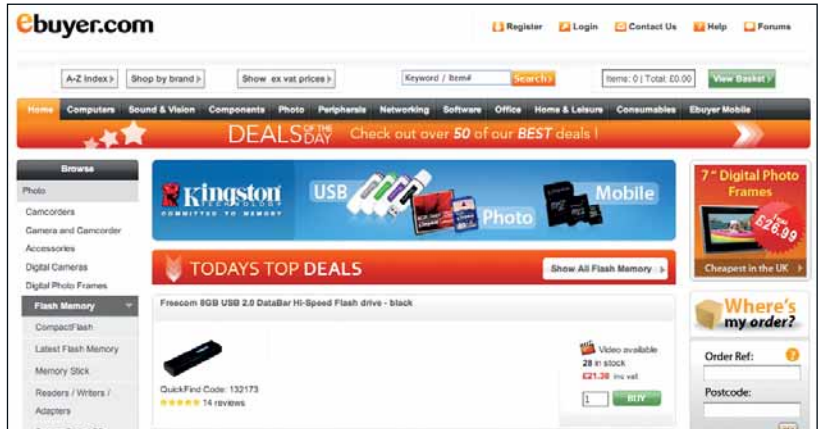 ebuyer.com
Register Login Contact Us Help Forums
A-Z Index Shop by brand Show ex vat prices Keyword / Item# Search Items: 0 | Total: £0.00 View Basket
Home Computers Sound & Vision Components Photo Peripherals Networking Software Office Home & Leisure Consumables Ebuyer Mobile
DEALS OF THE DAY Check out over 50 of our BEST deals !
Browse
Photo
Camcorders
Camera and Camcorder
Accessories
Digital Cameras
Digital Photo Frames
Flash Memory
CompactFlash
Latest Flash Memory
Memory Stick
Readers / Writers /
Adapters
Kingston
TECHNOLOGY
COMMITTED TO MEMORY
USB
Photo
Mobile
TODAYS TOP DEALS Show All Flash Memory
Freecom 8GB USB 2.0 DataBar Hi-Speed Flash drive - black
Video available
28 in stock
£21.38 inc vat
1 BUY
QuickFind Code: 132173
14 reviews
7" Digital Photo
Frames
From
£26.99
Cheapest in the UK
Where's
my order?
Order Ref: ?
Postcode: